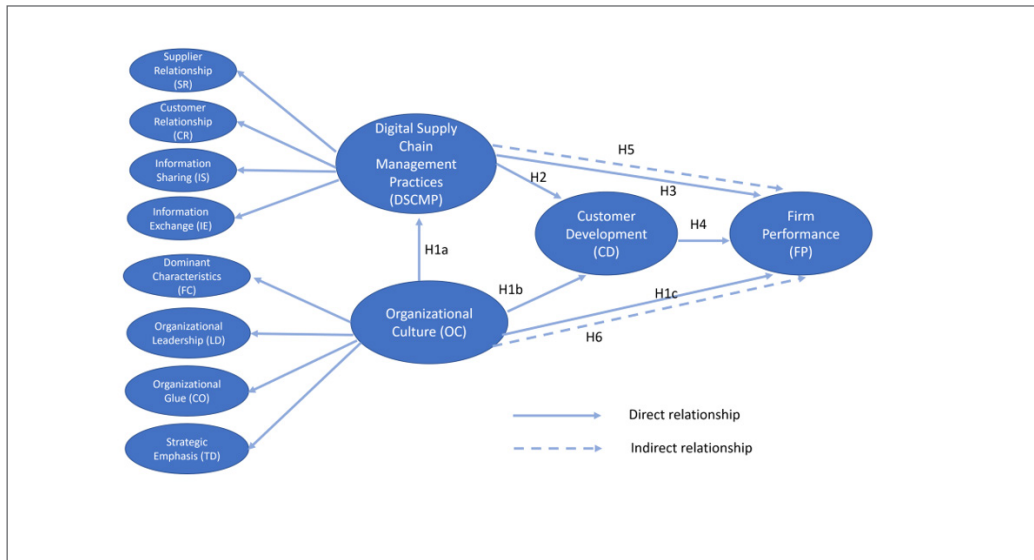 Supplier
Relationship
(SR)
Customer
Relationship
(CR)
Information
Sharing (IS)
Information
Exchange (IE)
Dominant
Characteristics
(FC)
Organizational
Leadership (LD)
Organizational
Glue (CO)
Strategic
Emphasis (TD)
Digital Supply
Chain
Management
Practices
(DSCMP)
H1a
Organizational
Culture (OC)
H5
H2
H3
Customer
Development
(CD)
H4
Firm
Performance
(FP)
H1b
H1c
H6
Direct relationship
Indirect relationship